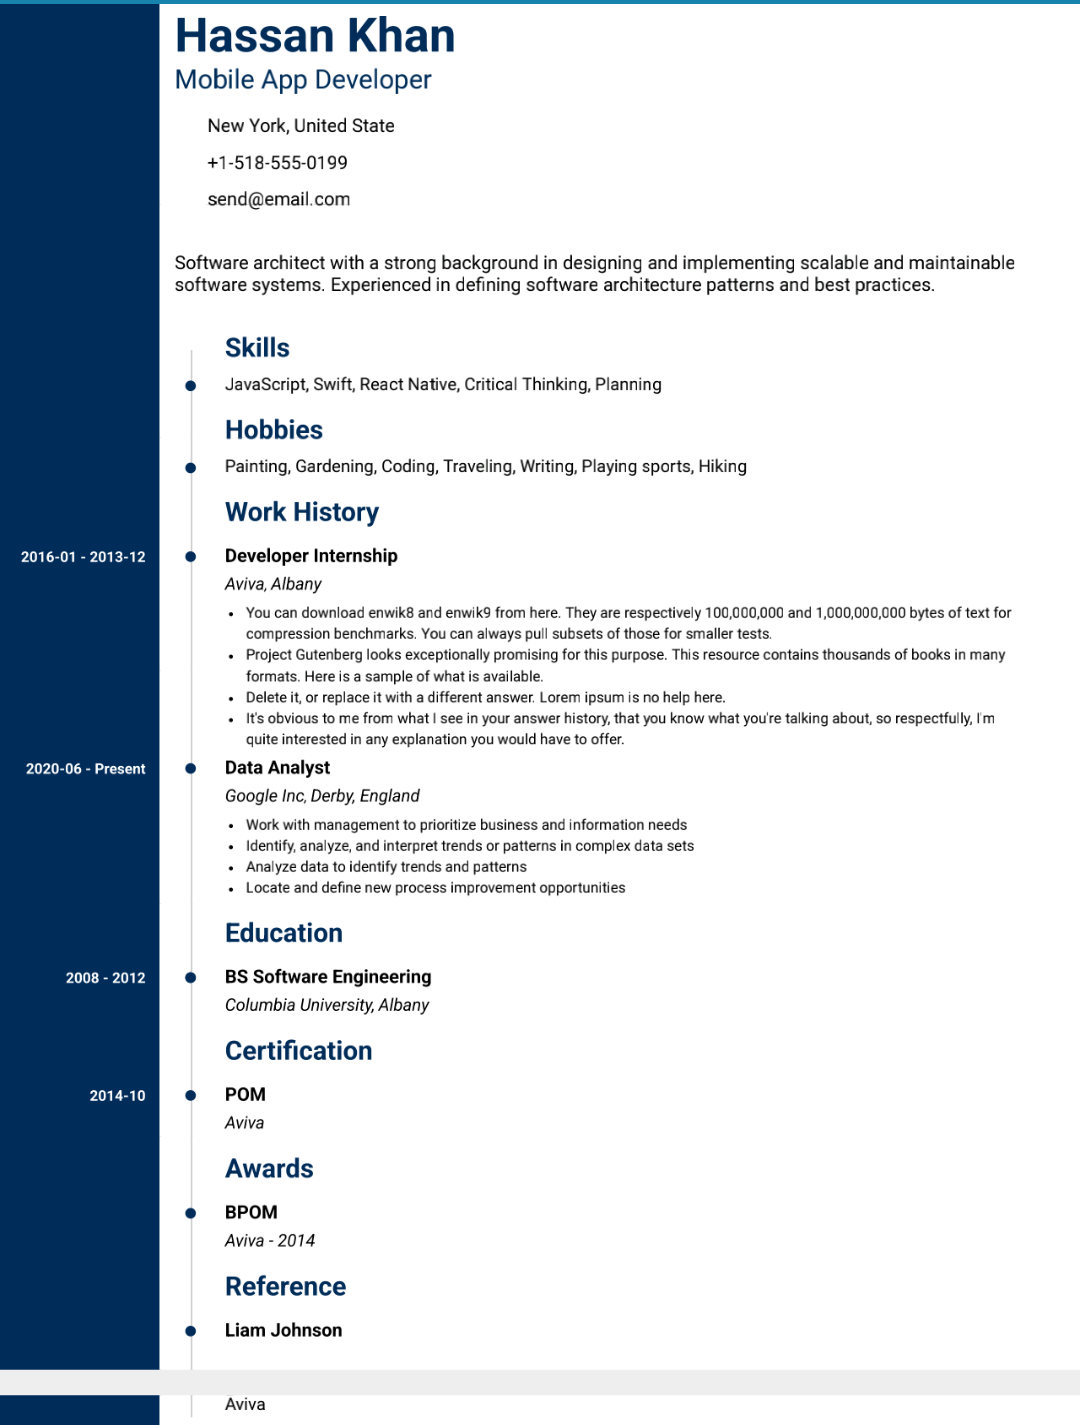 Hassan Khan
Mobile App Developer
New York, United State
+1-518-555-0199
send@email.com
Software architect with a strong background in designing and implementing scalable and maintainable
software systems. Experienced in defining software architecture patterns and best practices.
Skills
JavaScript, Swift, React Native, Critical Thinking, Planning
Hobbies
Painting, Gardening, Coding, Traveling, Writing, Playing sports, Hiking
Work History
2016-01 - 2013-12
Developer Internship
Aviva, Albany
• You can download enwik8 and enwik9 from here. They are respectively 100,000,000 and 1,000,000,000 bytes of text for
compression benchmarks. You can always pull subsets of those for smaller tests.
• Project Gutenberg looks exceptionally promising for this purpose. This resource contains thousands of books in many
formats. Here is a sample of what is available.
• Delete it, or replace it with a different answer. Lorem ipsum is no help here.
• It's obvious to me from what I see in your answer history, that you know what you're talking about, so respectfully, I'm
quite interested in any explanation you would have to offer.
2020-06 - Present
Data Analyst
Google Inc, Derby, England
• Work with management to prioritize business and information needs
• Identify, analyze, and interpret trends or patterns in complex data sets
• Analyze data to identify trends and patterns
• Locate and define new process improvement opportunities
Education
2008 - 2012
BS Software Engineering
Columbia University, Albany
Certification
2014-10
POM
Aviva
Awards
BPOM
Aviva - 2014
Reference
Liam Johnson
Aviva